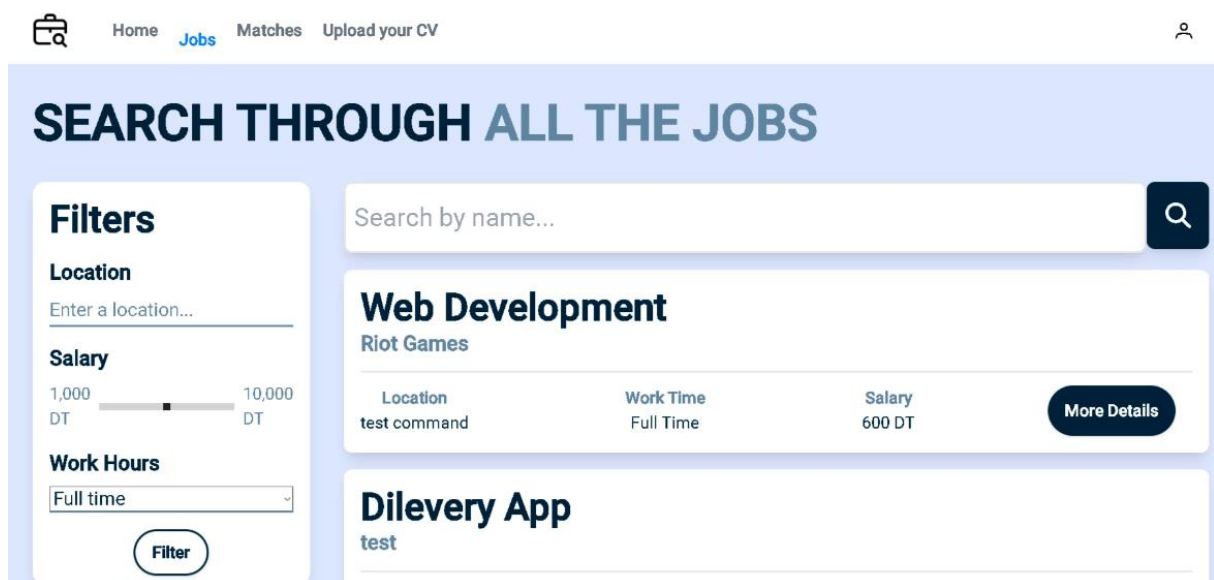 Home Jobs Matches Upload your CV
SEARCH THROUGH ALL THE JOBS
Filters
Location
Enter a location...
Salary
1,000 DT 10,000 DT
Work Hours
Full time
Filter
Search by name...
Web Development
Riot Games
Location Work Time Salary
test command Full Time 600 DT
More Details
Dilevery App
test